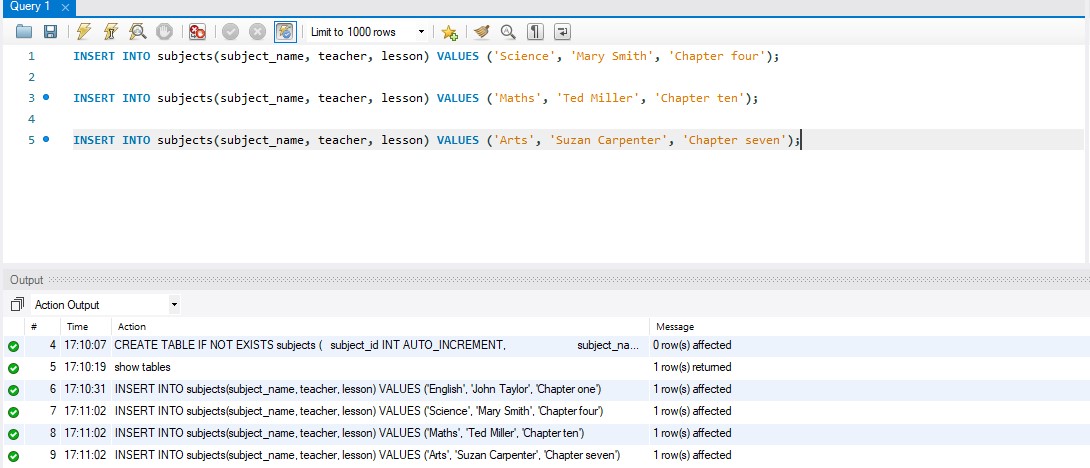 Query 1 ×
Limit to 1000 rows
1 INSERT INTO subjects(subject_name, teacher, lesson) VALUES ('Science', 'Mary Smith', 'Chapter four');
2
3 INSERT INTO subjects(subject_name, teacher, lesson) VALUES ('Maths', 'Ted Miller', 'Chapter ten');
4
5 INSERT INTO subjects(subject_name, teacher, lesson) VALUES ('Arts', 'Suzan Carpenter', 'Chapter seven');
Output
Action Output
# Time Action Message
4 17:10:07 CREATE TABLE IF NOT EXISTS subjects ( subject_id INT AUTO_INCREMENT, subject_na... 0 row(s) affected
5 17:10:19 show tables 1 row(s) returned
6 17:10:31 INSERT INTO subjects(subject_name, teacher, lesson) VALUES ('English', 'John Taylor', 'Chapter one') 1 row(s) affected
7 17:11:02 INSERT INTO subjects(subject_name, teacher, lesson) VALUES ('Science', 'Mary Smith', 'Chapter four') 1 row(s) affected
8 17:11:02 INSERT INTO subjects(subject_name, teacher, lesson) VALUES ('Maths', 'Ted Miller', 'Chapter ten') 1 row(s) affected
9 17:11:02 INSERT INTO subjects(subject_name, teacher, lesson) VALUES ('Arts', 'Suzan Carpenter', 'Chapter seven') 1 row(s) affected